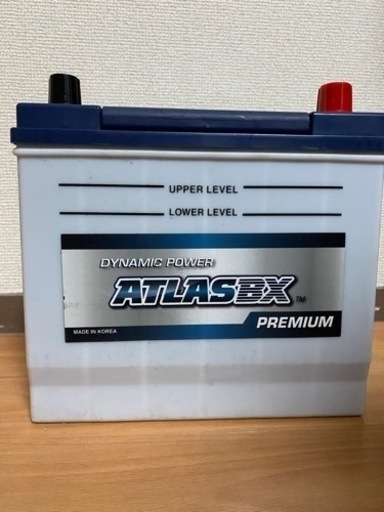 UPPER LEVEL
LOWER LEVEL
DYNAMIC POWER
ATLASBX TM
PREMIUM
MADE IN KOREA